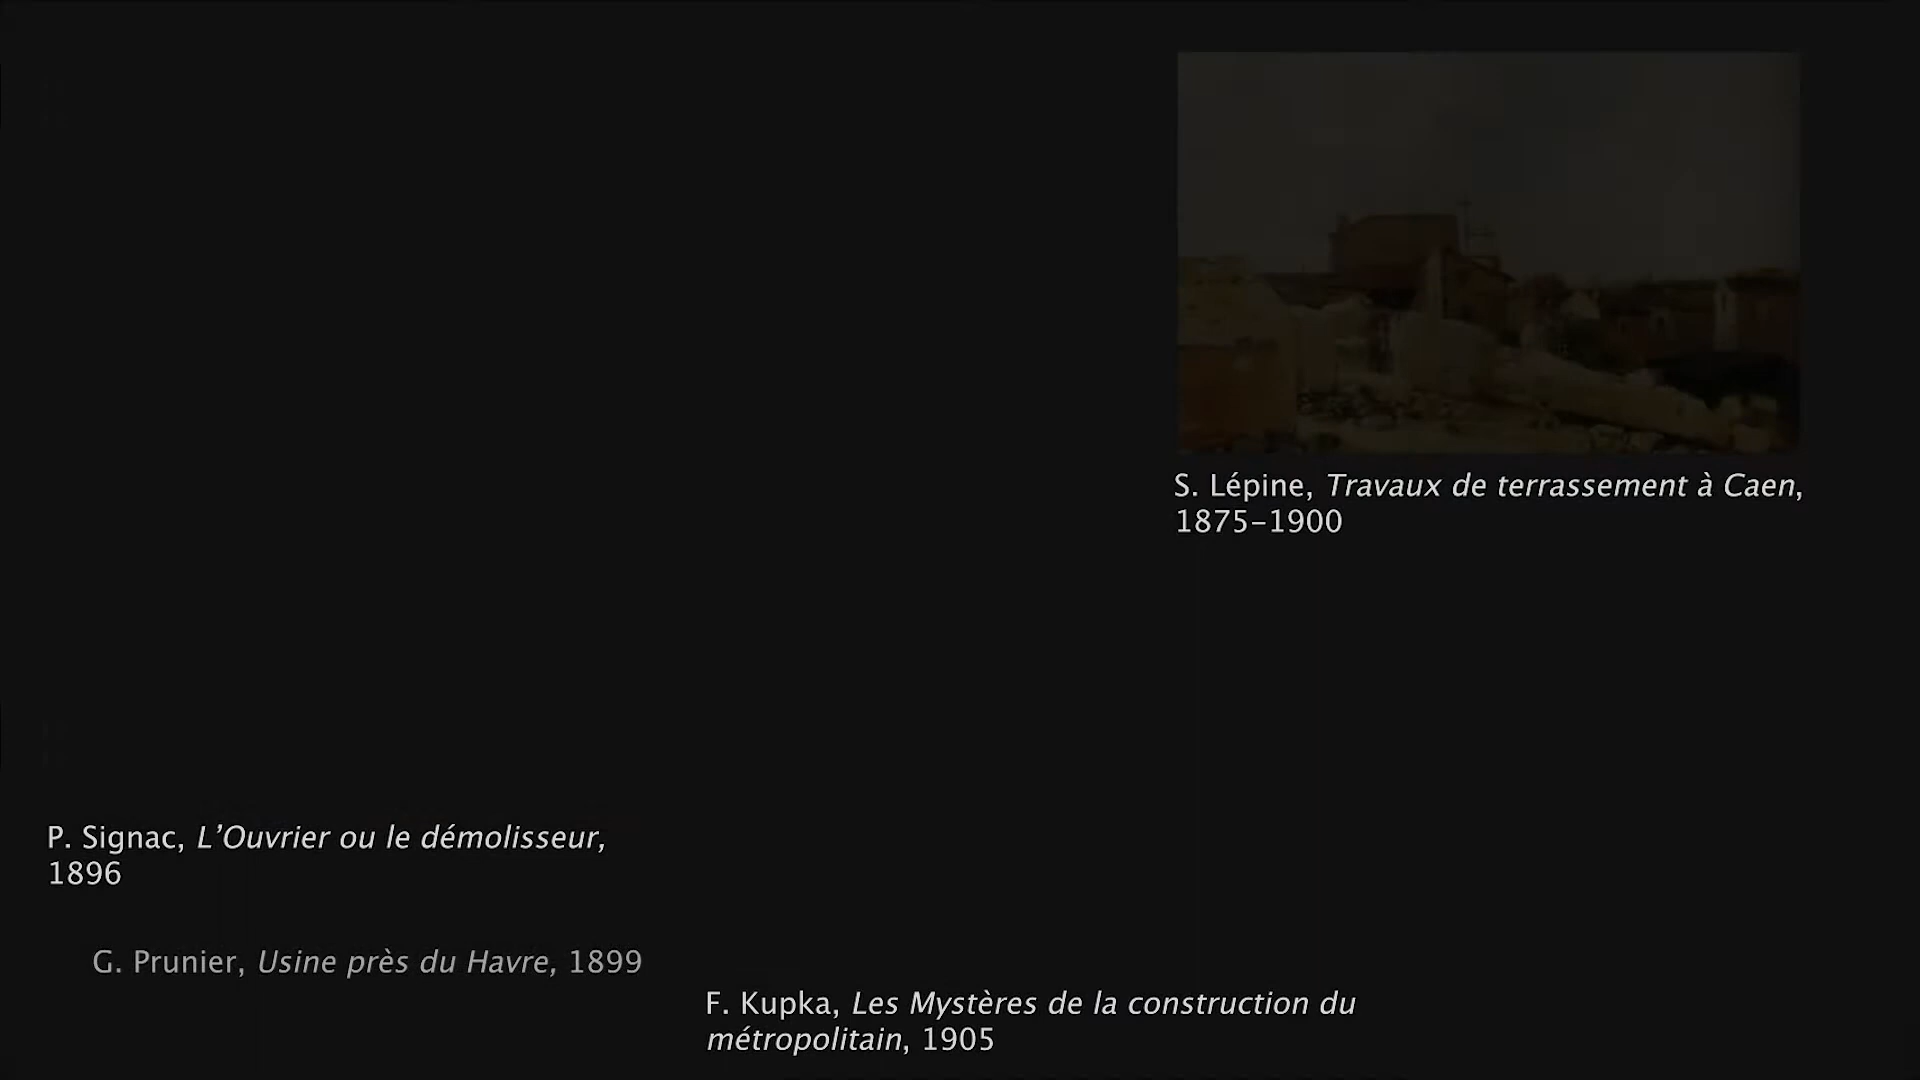 S. Lépine, Travaux de terrassement à Caen,
1875–1900
P. Signac, L’Ouvrier ou le démolisseur,
1896
G. Prunier, Usine près du Havre, 1899
F. Kupka, Les Mystères de la construction du
métropolitain, 1905